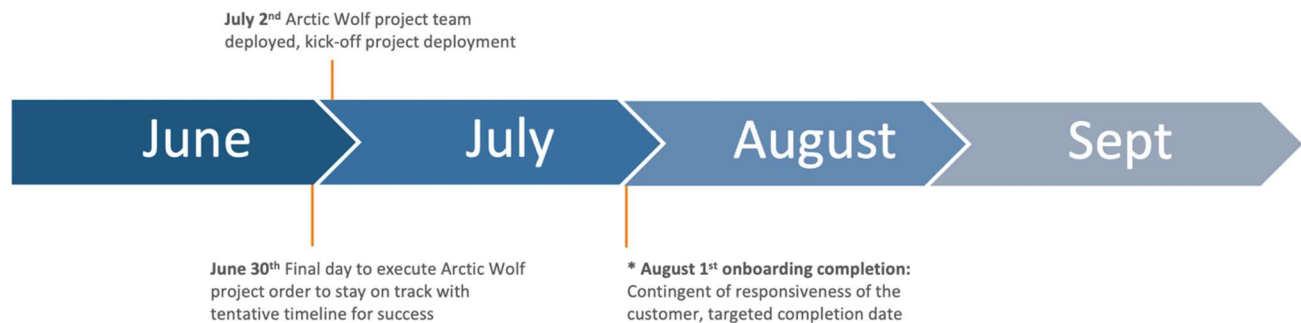 July 2nd Arctic Wolf project team
deployed, kick-off project deployment
June
July
August
Sept
June 30th Final day to execute Arctic Wolf
project order to stay on track with
tentative timeline for success
* August 1st onboarding completion:
Contingent of responsiveness of the
customer, targeted completion date